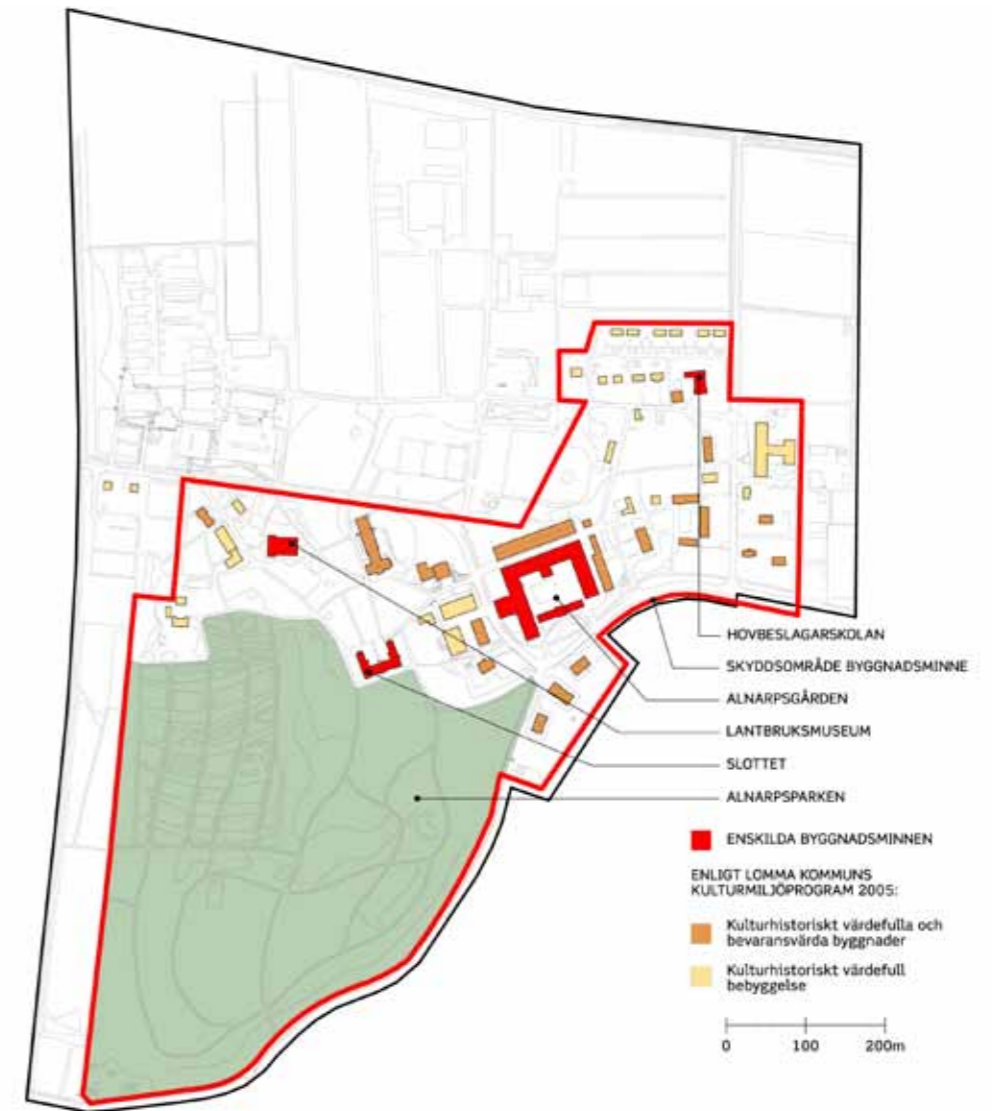 HOVBESLAGARSKOLAN
SKYDDSOMRÅDE BYGGNADSMINNE
ALNARPSGÅRDEN
LANTBRUKSMUSEUM
SLOTTET
ALNARPSPARKEN
ENSKILDA BYGGNADSMINNEN
ENLIGT LOMMA KOMMUNS
KULTURMILJÖPROGRAM 2005:
Kulturhistoriskt värdefulla och
bevaransvärda byggnader
Kulturhistoriskt värdefull
bebyggelse
0 100 200m